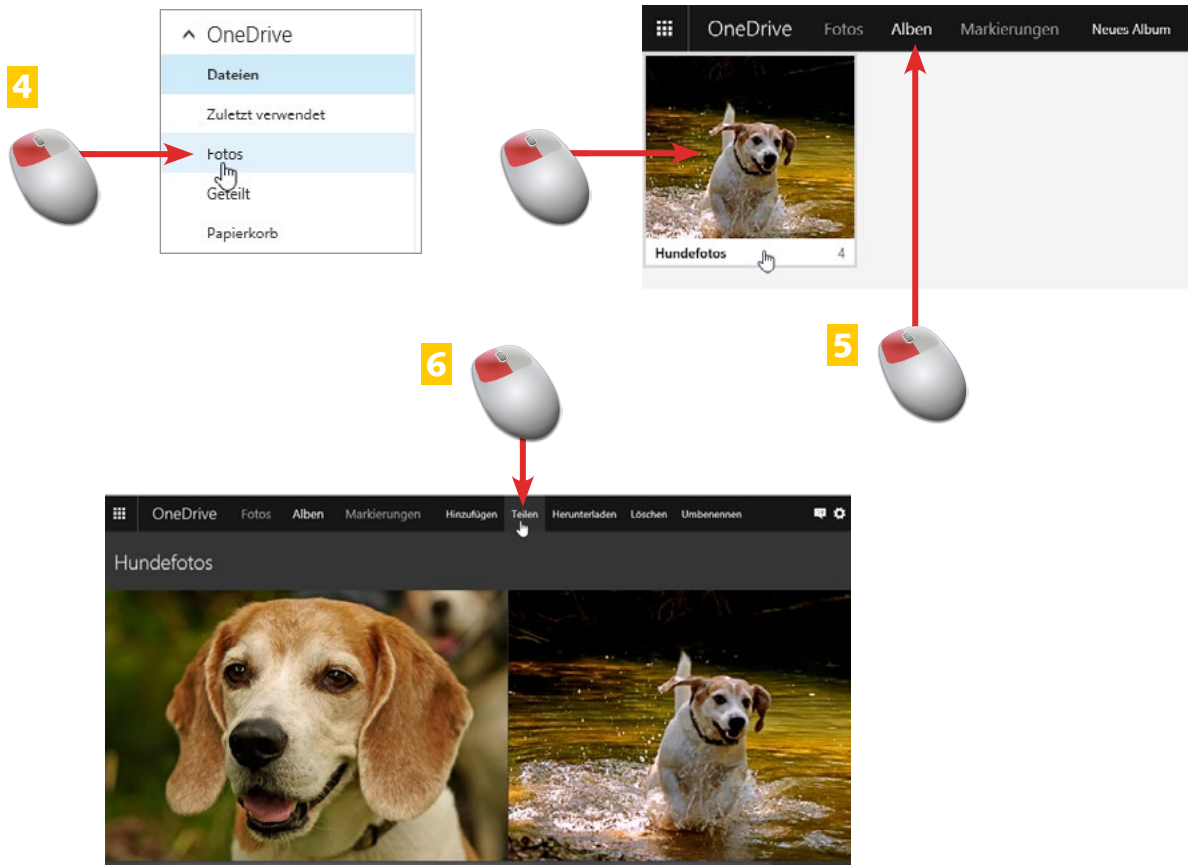 4
OneDrive
Dateien
Zuletzt verwendet
Fotos
Geteilt
Papierkorb
OneDrive Fotos Alben Markierungen Neues Album
Hundefotos 4
5
6
OneDrive Fotos Alben Markierungen Hinzufügen Teilen Herunterladen Löschen Umbenennen
Hundefotos